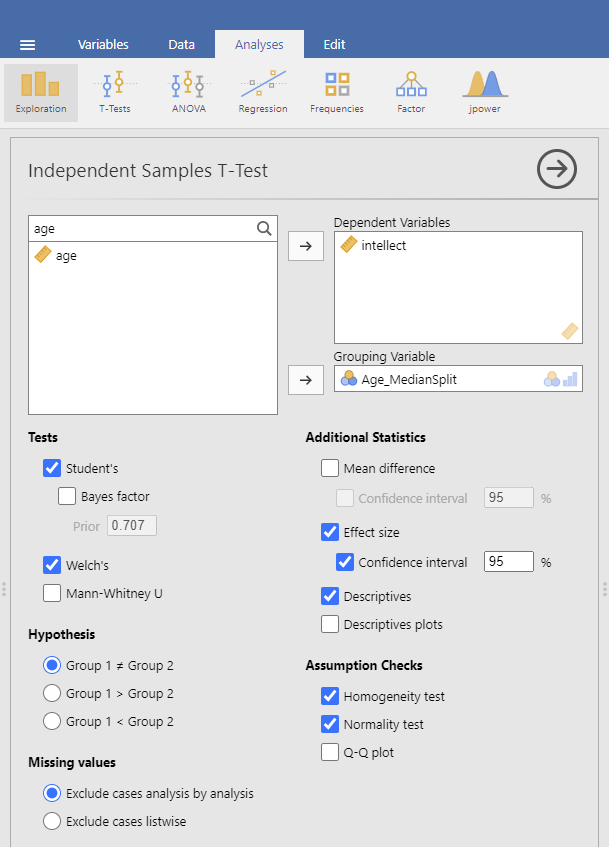 Variables Data Analyses Edit
Exploration T-Tests ANOVA Regression Frequencies Factor jpower
Independent Samples T-Test
age
age
Dependent Variables
intellect
Grouping Variable
Age_MedianSplit
Tests
Student's
Bayes factor
Prior 0.707
Welch's
Mann-Whitney U
Hypothesis
Group 1 ≠ Group 2
Group 1 > Group 2
Group 1 < Group 2
Missing values
Exclude cases analysis by analysis
Exclude cases listwise
Additional Statistics
Mean difference
Confidence interval 95 %
Effect size
Confidence interval 95 %
Descriptives
Descriptives plots
Assumption Checks
Homogeneity test
Normality test
Q-Q plot